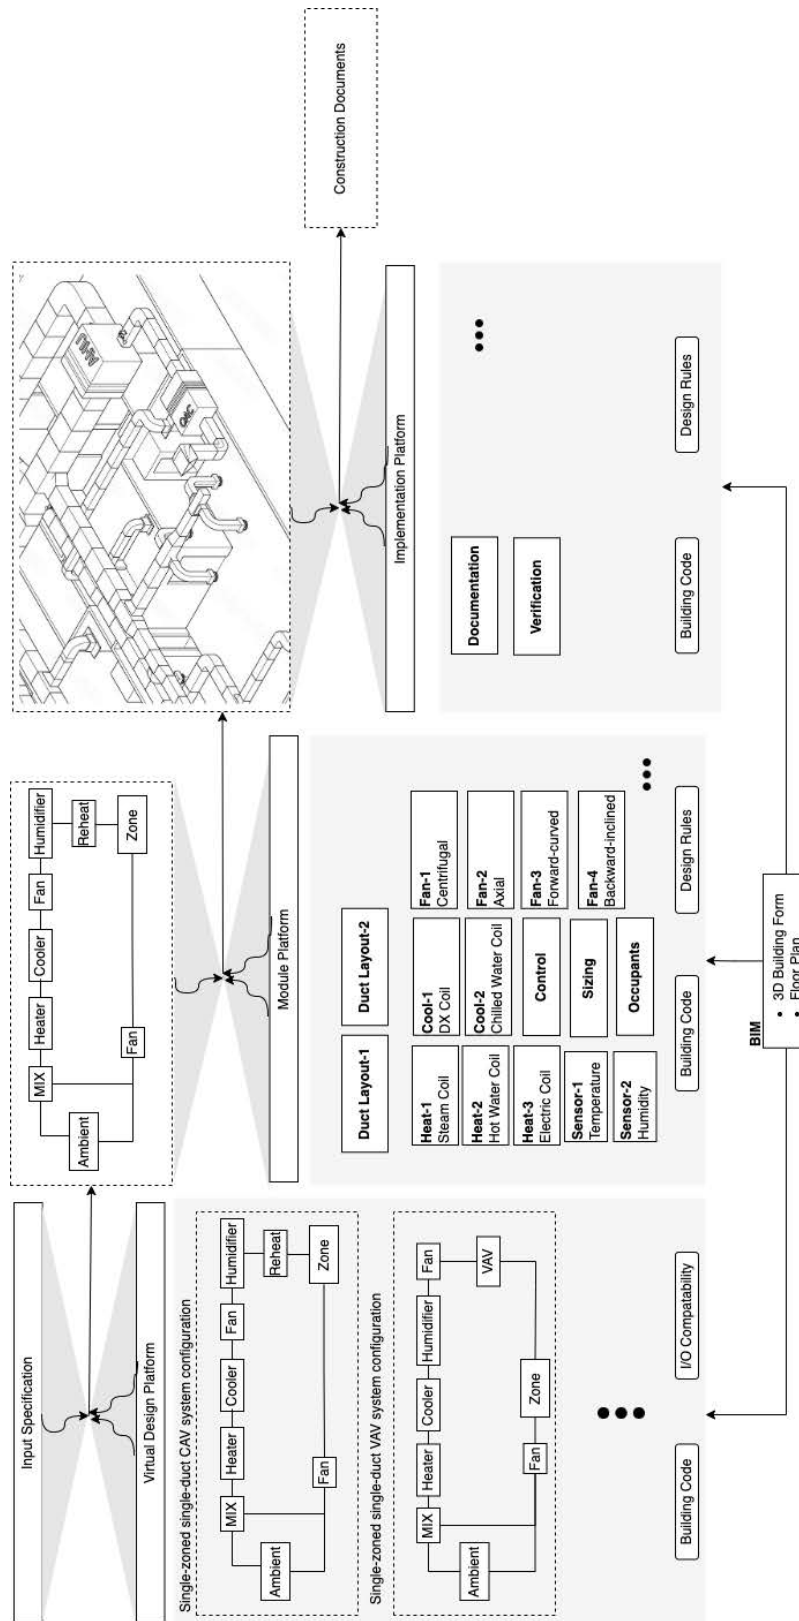 Input Specification
Virtual Design Platform
Single-zoned single-duct CAV system configuration
Ambient
MIX
Heater
Cooler
Fan
Humidifier
Reheat
Zone
Fan
Single-zoned single-duct VAV system configuration
Ambient
MIX
Heater
Cooler
Humidifier
Fan
VAV
Zone
Fan
Building Code
I/O Compatability
Ambient
MIX
Heater
Cooler
Fan
Humidifier
Reheat
Zone
Fan
Module Platform
Duct Layout-1
Duct Layout-2
Heat-1
Steam Coil
Heat-2
Hot Water Coil
Heat-3
Electric Coil
Sensor-1
Temperature
Sensor-2
Humidity
Cool-1
DX Coil
Cool-2
Chilled Water Coil
Control
Sizing
Occupants
Fan-1
Centrifugal
Fan-2
Axial
Fan-3
Forward-curved
Fan-4
Backward-inclined
Building Code
Design Rules
AHU
Implementation Platform
Documentation
Verification
Building Code
Design Rules
Construction Documents
BIM
• 3D Building Form
• Floor Plan